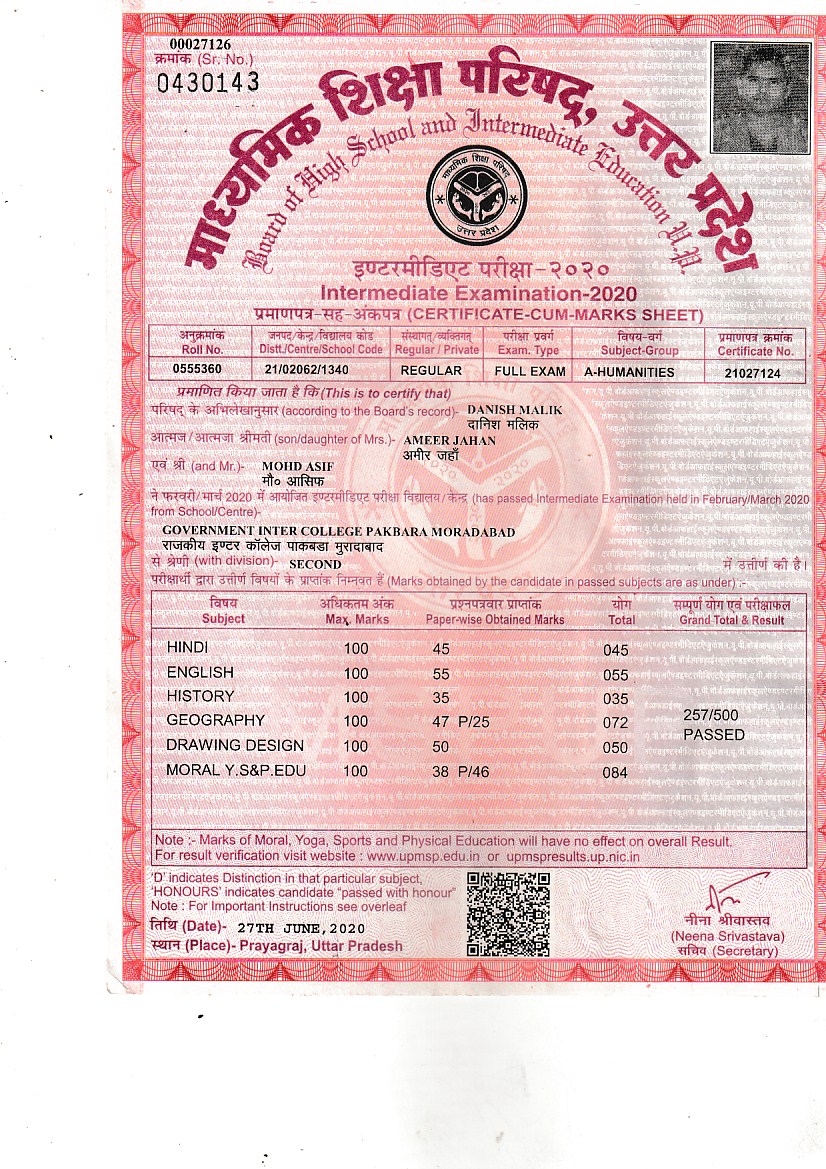 00027126
क्रमांक (Sr. No.)
0430143
माध्यमिक शिक्षा परिषद्, उत्तर प्रदेश
Board of High School and Intermediate Education U.P.
माध्यमिक शिक्षा परिषद
उत्तर प्रदेश
इण्टरमीडिएट परीक्षा-२०२०
Intermediate Examination-2020
प्रमाणपत्र-सह-अंकपत्र (CERTIFICATE-CUM-MARKS SHEET)
अनुक्रमांक जनपद/केन्द्र/विद्यालय कोड संस्थागत/व्यक्तिगत परीक्षा प्रवर्ग विषय-वर्ग प्रमाणपत्र क्रमांक
Roll No. Distt./Centre/School Code Regular / Private Exam. Type Subject-Group Certificate No.
0555360 21/02062/1340 REGULAR FULL EXAM A-HUMANITIES 21027124
प्रमाणित किया जाता है कि (This is to certify that)
परिषद् के अभिलेखानुसार (according to the Board's record)- DANISH MALIK
दानिश मलिक
आत्मज/आत्मजा श्रीमती (son/daughter of Mrs.)- AMEER JAHAN
अमीर जहाँ
एवं श्री (and Mr.)- MOHD ASIF
मौ० आसिफ
ने फरवरी/मार्च 2020 में आयोजित इण्टरमीडिएट परीक्षा विद्यालय/केन्द्र (has passed Intermediate Examination held in February/March 2020
from School/Centre)-
GOVERNMENT INTER COLLEGE PAKBARA MORADABAD
राजकीय इण्टर कॉलेज पाकबडा मुरादाबाद
से श्रेणी (with division)- SECOND में उत्तीर्ण की है।
परीक्षार्थी द्वारा उत्तीर्ण विषयों के प्राप्तांक निम्नवत हैं (Marks obtained by the candidate in passed subjects are as under) :-
विषय अधिकतम अंक प्रश्नपत्रवार प्राप्तांक योग सम्पूर्ण योग एवं परीक्षाफल
Subject Max. Marks Paper-wise Obtained Marks Total Grand Total & Result
HINDI 100 45 045
ENGLISH 100 55 055
HISTORY 100 35 035
GEOGRAPHY 100 47 P/25 072 257/500
PASSED
DRAWING DESIGN 100 50 050
MORAL Y.S&P.EDU 100 38 P/46 084
Note :- Marks of Moral, Yoga, Sports and Physical Education will have no effect on overall Result.
For result verification visit website : www.upmsp.edu.in or upmspresults.up.nic.in
'D' indicates Distinction in that particular subject,
'HONOURS' indicates candidate "passed with honour"
Note : For Important Instructions see overleaf
तिथि (Date)- 27TH JUNE,2020
स्थान (Place)- Prayagraj, Uttar Pradesh
नीना श्रीवास्तव
(Neena Srivastava)
सचिव (Secretary)